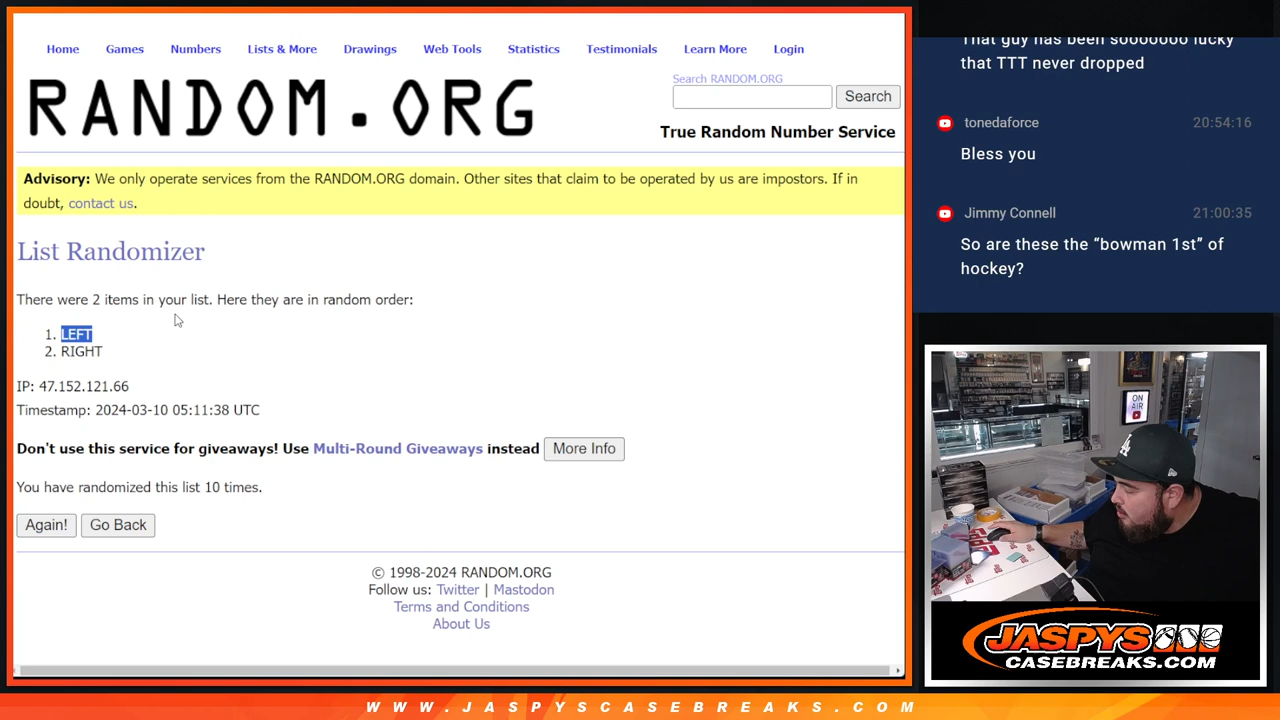 Home Games Numbers Lists & More Drawings Web Tools Statistics Testimonials Learn More Login
RANDOM.ORG
Search RANDOM.ORG
Search
True Random Number Service
Advisory: We only operate services from the RANDOM.ORG domain. Other sites that claim to be operated by us are impostors. If in
doubt, contact us.
List Randomizer
There were 2 items in your list. Here they are in random order:
1. LEFT
2. RIGHT
IP: 47.152.121.66
Timestamp: 2024-03-10 05:11:38 UTC
Don't use this service for giveaways! Use Multi-Round Giveaways instead More Info
You have randomized this list 10 times.
Again! Go Back
© 1998-2024 RANDOM.ORG
Follow us: Twitter | Mastodon
Terms and Conditions
About Us
That guy has been sooooooo lucky
that TTT never dropped
tonedaforce 20:54:16
Bless you
Jimmy Connell 21:00:35
So are these the “bowman 1st” of
hockey?
ON
AIR
LA
JASPYS
CASEBREAKS.COM
WWW.JASPYSCASEBREAKS.COM